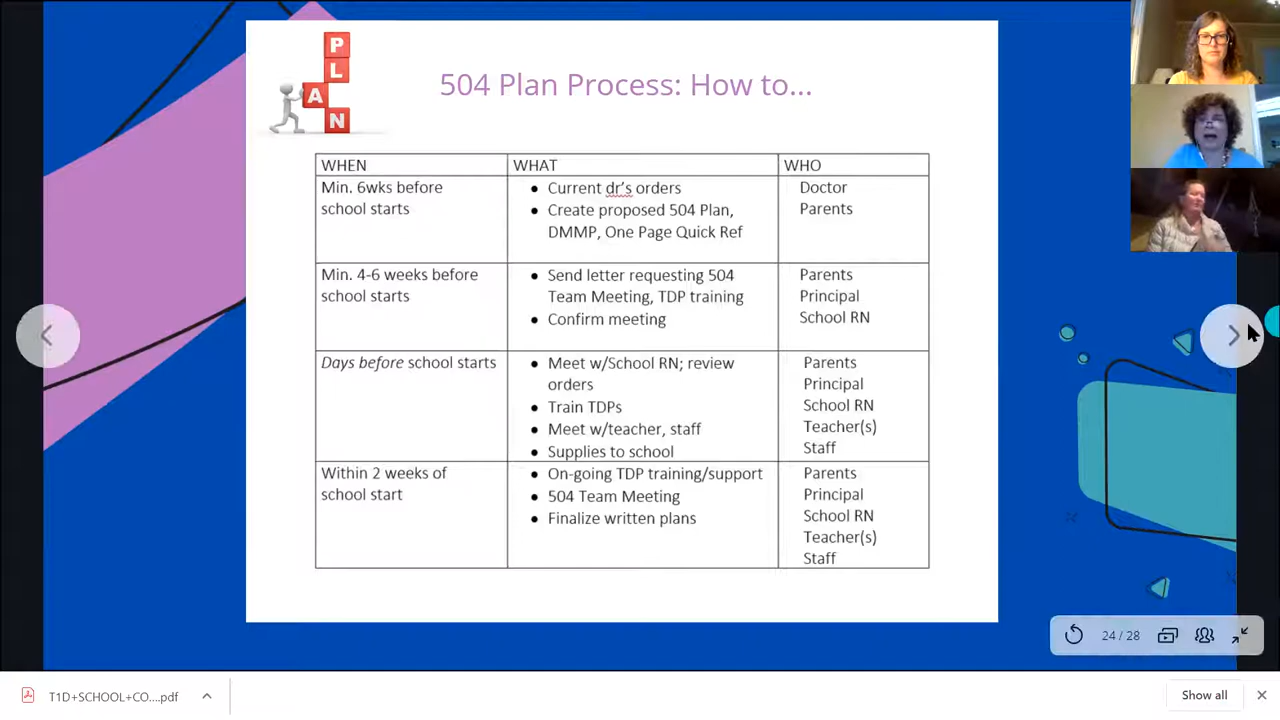 P
L
A
N
504 Plan Process: How to...
WHEN
WHAT
WHO
Min. 6wks before
school starts
Current dr's orders
Create proposed 504 Plan,
DMMP, One Page Quick Ref
Doctor
Parents
Min. 4-6 weeks before
school starts
Send letter requesting 504
Team Meeting, TDP training
Confirm meeting
Parents
Principal
School RN
Days before school starts
Meet w/School RN; review
orders
Train TDPs
Meet w/teacher, staff
Supplies to school
Parents
Principal
School RN
Teacher(s)
Staff
Within 2 weeks of
school start
On-going TDP training/support
504 Team Meeting
Finalize written plans
Parents
Principal
School RN
Teacher(s)
Staff
24 / 28
T1D+SCHOOL+CO....pdf
Show all